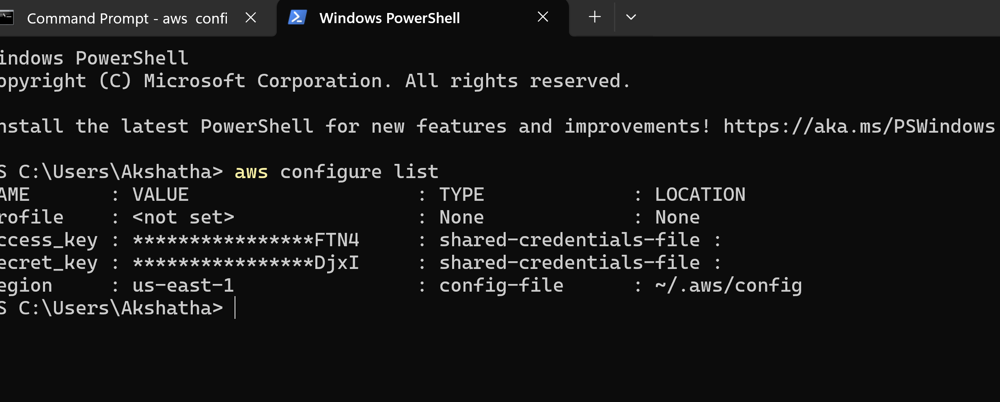 Command Prompt - aws  confi
Windows PowerShell
indows PowerShell
opyright (C) Microsoft Corporation. All rights reserved.
nstall the latest PowerShell for new features and improvements! https://aka.ms/PSWindows
S C:\Users\Akshatha> aws configure list
AME       : VALUE                    : TYPE             : LOCATION
rofile    : <not set>                : None             : None
ccess_key : ****************FTN4     : shared-credentials-file :
ecret_key : ****************DjxI     : shared-credentials-file :
egion     : us-east-1                : config-file      : ~/.aws/config
S C:\Users\Akshatha>